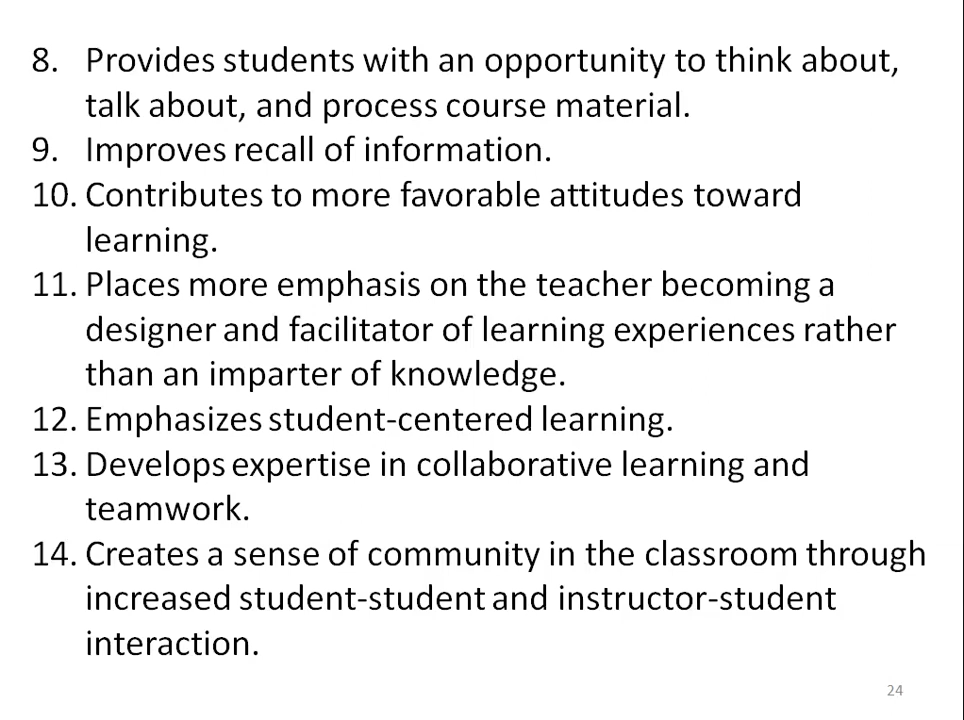 8. Provides students with an opportunity to think about,
talk about, and process course material.
9. Improves recall of information.
10. Contributes to more favorable attitudes toward
learning.
11. Places more emphasis on the teacher becoming a
designer and facilitator of learning experiences rather
than an imparter of knowledge.
12. Emphasizes student-centered learning.
13. Develops expertise in collaborative learning and
teamwork.
14. Creates a sense of community in the classroom through
increased student-student and instructor-student
interaction.
24